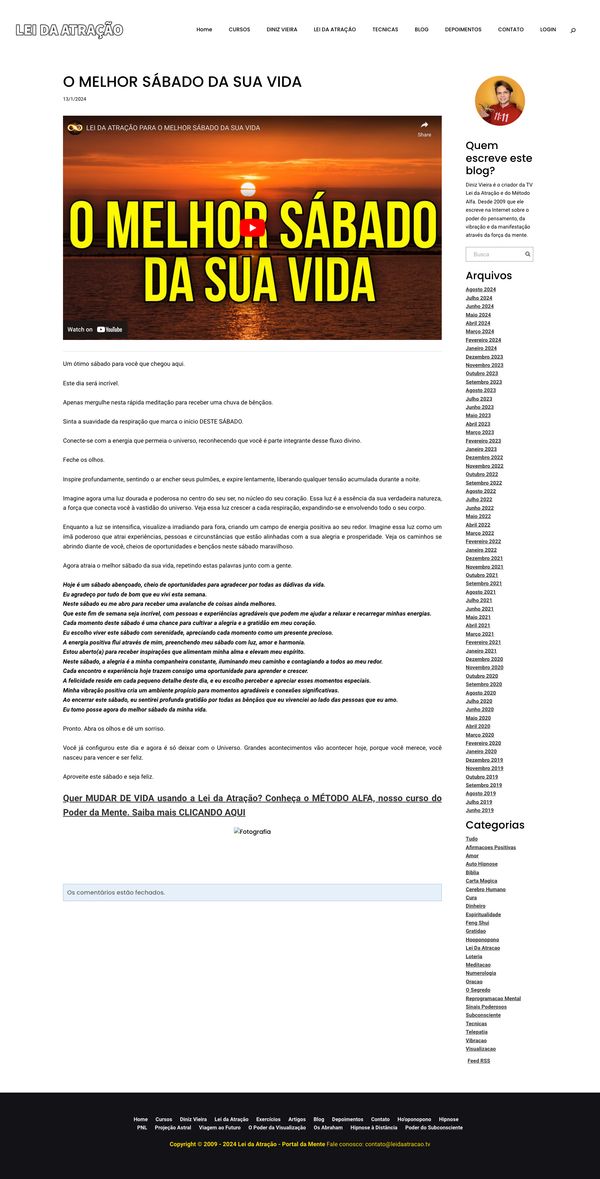 LEI DA ATRAÇÃO
Home CURSOS DINIZ VIEIRA LEI DA ATRAÇÃO TECNICAS BLOG DEPOIMENTOS CONTATO LOGIN
O MELHOR SÁBADO DA SUA VIDA
13/1/2024
LEI DA ATRAÇÃO PARA O MELHOR SÁBADO DA SUA VIDA
Share
O MELHOR SÁBADO
DA SUA VIDA
Watch on YouTube
Um ótimo sábado para você que chegou aqui.
Este dia será incrível.
Apenas mergulhe nesta rápida meditação para receber uma chuva de bênçãos.
Sinta a suavidade da respiração que marca o início DESTE SÁBADO.
Conecte-se com a energia que permeia o universo, reconhecendo que você é parte integrante desse fluxo divino.
Feche os olhos.
Inspire profundamente, sentindo o ar encher seus pulmões, e expire lentamente, liberando qualquer tensão acumulada durante a noite.
Imagine agora uma luz dourada e poderosa no centro do seu ser, no núcleo do seu coração. Essa luz é a essência da sua verdadeira natureza,
a força que conecta você à vastidão do universo. Veja essa luz crescer a cada respiração, expandindo-se e envolvendo todo o seu corpo.
Enquanto a luz se intensifica, visualize-a irradiando para fora, criando um campo de energia positiva ao seu redor. Imagine essa luz como um
ímã poderoso que atrai experiências, pessoas e circunstâncias que estão alinhadas com a sua alegria e prosperidade. Veja os caminhos se
abrindo diante de você, cheios de oportunidades e bençãos neste sábado maravilhoso.
Agora atraia o melhor sábado da sua vida, repetindo estas palavras junto com a gente.
Hoje é um sábado abençoado, cheio de oportunidades para agradecer por todas as dádivas da vida.
Eu agradeço por tudo de bom que eu vivi esta semana.
Neste sábado eu me abro para receber uma avalanche de coisas ainda melhores.
Que este fim de semana seja incrível, com pessoas e experiências agradáveis que podem me ajudar a relaxar e recarregar minhas energias.
Cada momento deste sábado é uma chance para cultivar a alegria e a gratidão em meu coração.
Eu escolho viver este sábado com serenidade, apreciando cada momento como um presente precioso.
A energia positiva flui através de mim, preenchendo meu sábado com luz, amor e harmonia.
Estou aberto(a) para receber inspirações que alimentam minha alma e elevam meu espírito.
Neste sábado, a alegria é a minha companheira constante, iluminando meu caminho e contagiando a todos ao meu redor.
Cada encontro e experiência hoje trazem consigo uma oportunidade para aprender e crescer.
A felicidade reside em cada pequeno detalhe deste dia, e eu escolho perceber e apreciar esses momentos especiais.
Minha vibração positiva cria um ambiente propício para momentos agradáveis e conexões significativas.
Ao encerrar este sábado, eu sentirei profunda gratidão por todas as bênçãos que eu vivenciei ao lado das pessoas que eu amo.
Eu tomo posse agora do melhor sábado da minha vida.
Pronto. Abra os olhos e dê um sorriso.
Você já configurou este dia e agora é só deixar com o Universo. Grandes acontecimentos vão acontecer hoje, porque você merece, você
nasceu para vencer e ser feliz.
Aproveite este sábado e seja feliz.
Quer MUDAR DE VIDA usando a Lei da Atração? Conheça o MÉTODO ALFA, nosso curso do
Poder da Mente. Saiba mais CLICANDO AQUI
Fotografia
Os comentários estão fechados.
11:11
Quem
escreve este
blog?
Diniz Vieira é o criador da TV
Lei da Atração e do Método
Alfa. Desde 2009 que ele
escreve na Internet sobre o
poder do pensamento, da
vibração e da manifestação
através da força da mente.
Busca
Arquivos
Agosto 2024
Julho 2024
Junho 2024
Maio 2024
Abril 2024
Março 2024
Fevereiro 2024
Janeiro 2024
Dezembro 2023
Novembro 2023
Outubro 2023
Setembro 2023
Agosto 2023
Julho 2023
Junho 2023
Maio 2023
Abril 2023
Março 2023
Fevereiro 2023
Janeiro 2023
Dezembro 2022
Novembro 2022
Outubro 2022
Setembro 2022
Agosto 2022
Julho 2022
Junho 2022
Maio 2022
Abril 2022
Março 2022
Fevereiro 2022
Janeiro 2022
Dezembro 2021
Novembro 2021
Outubro 2021
Setembro 2021
Agosto 2021
Julho 2021
Junho 2021
Maio 2021
Abril 2021
Março 2021
Fevereiro 2021
Janeiro 2021
Dezembro 2020
Novembro 2020
Outubro 2020
Setembro 2020
Agosto 2020
Julho 2020
Junho 2020
Maio 2020
Abril 2020
Março 2020
Fevereiro 2020
Janeiro 2020
Dezembro 2019
Novembro 2019
Outubro 2019
Setembro 2019
Agosto 2019
Julho 2019
Junho 2019
Categorias
Tudo
Afirmacoes Positivas
Amor
Auto Hipnose
Bíblia
Carta Magica
Cerebro Humano
Cura
Dinheiro
Espiritualidade
Feng Shui
Gratidao
Hooponopono
Lei Da Atracao
Loteria
Meditacao
Numerologia
Oracao
O Segredo
Reprogramacao Mental
Sinais Poderosos
Subconsciente
Tecnicas
Telepatia
Vibracao
Visualizacao
Feed RSS
Home Cursos Diniz Vieira Lei da Atração Exercícios Artigos Blog Depoimentos Contato Ho'oponopono Hipnose
PNL Projeção Astral Viagem ao Futuro O Poder da Visualização Os Abraham Hipnose à Distância Poder do Subconsciente
Copyright © 2009 - 2024 Lei da Atração - Portal da Mente Fale conosco: contato@leidaatracao.tv